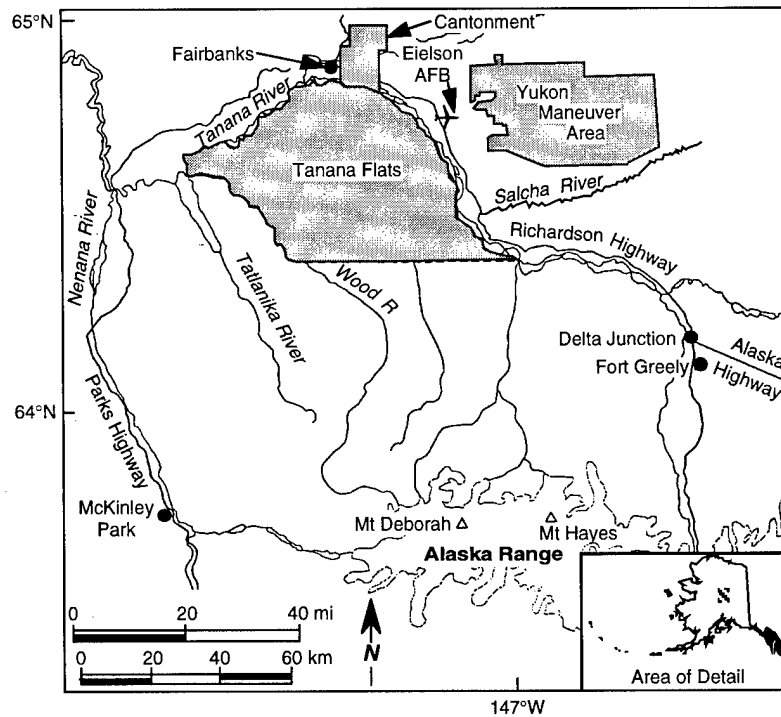 65°N
Cantonment
Fairbanks
Eielson
AFB
Yukon
Maneuver
Area
Tanana River
Tanana Flats
Salcha River
Nenana River
Richardson Highway
Tatlanika River
Wood R
Delta Junction
Alaska
Highway
Fort Greely
64°N
Parks Highway
McKinley
Park
Mt Deborah
Mt Hayes
Alaska Range
0 20 40 mi
0 20 40 60 km
N
Area of Detail
147°W